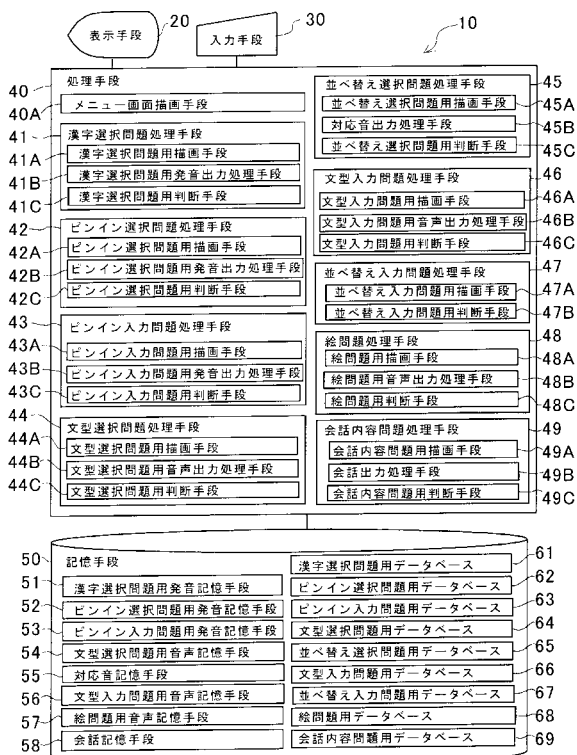 表示手段
20
入力手段
30
10
40
処理手段
40A
メニュー画面描画手段
41
漢字選択問題処理手段
41A
漢字選択問題用描画手段
41B
漢字選択問題用発音出力処理手段
41C
漢字選択問題用判断手段
42
ピンイン選択問題処理手段
42A
ピンイン選択問題用描画手段
42B
ピンイン選択問題用発音出力処理手段
42C
ピンイン選択問題用判断手段
43
ピンイン入力問題処理手段
43A
ピンイン入力問題用描画手段
43B
ピンイン入力問題用発音出力処理手段
43C
ピンイン入力問題用判断手段
44
文型選択問題処理手段
44A
文型選択問題用描画手段
44B
文型選択問題用音声出力処理手段
44C
文型選択問題用判断手段
並べ替え選択問題処理手段
45
並べ替え選択問題用描画手段
45A
対応音出力処理手段
45B
並べ替え選択問題用判断手段
45C
文型入力問題処理手段
46
文型入力問題用描画手段
46A
文型入力問題用音声出力処理手段
46B
文型入力問題用判断手段
46C
並べ替え入力問題処理手段
47
並べ替え入力問題用描画手段
47A
並べ替え入力問題用判断手段
47B
絵問題処理手段
48
絵問題用描画手段
48A
絵問題用音声出力処理手段
48B
絵問題用判断手段
48C
会話内容問題処理手段
49
会話内容問題用描画手段
49A
会話出力処理手段
49B
会話内容問題用判断手段
49C
50
記憶手段
51
漢字選択問題用発音記憶手段
52
ピンイン選択問題用発音記憶手段
53
ピンイン入力問題用発音記憶手段
54
文型選択問題用音声記憶手段
55
対応音記憶手段
56
文型入力問題用音声記憶手段
57
絵問題用音声記憶手段
58
会話記憶手段
漢字選択問題用データベース
61
ピンイン選択問題用データベース
62
ピンイン入力問題用データベース
63
文型選択問題用データベース
64
並べ替え選択問題用データベース
65
文型入力問題用データベース
66
並べ替え入力問題用データベース
67
絵問題用データベース
68
会話内容問題用データベース
69